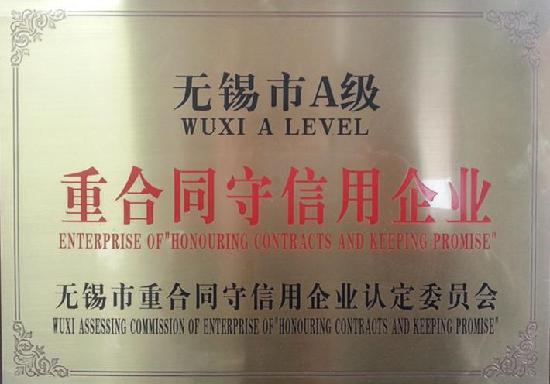 无锡市A级
WUXI A LEVEL
重合同守信用企业
ENTERPRISE OF"HONOURING CONTRACTS AND KEEPING PROMISE"
无锡市重合同守信用企业认定委员会
WUXI ASSESSING COMMISSION OF ENTERPRISE OF"HONOURING CONTRACTS AND KEEPING PROMISE"